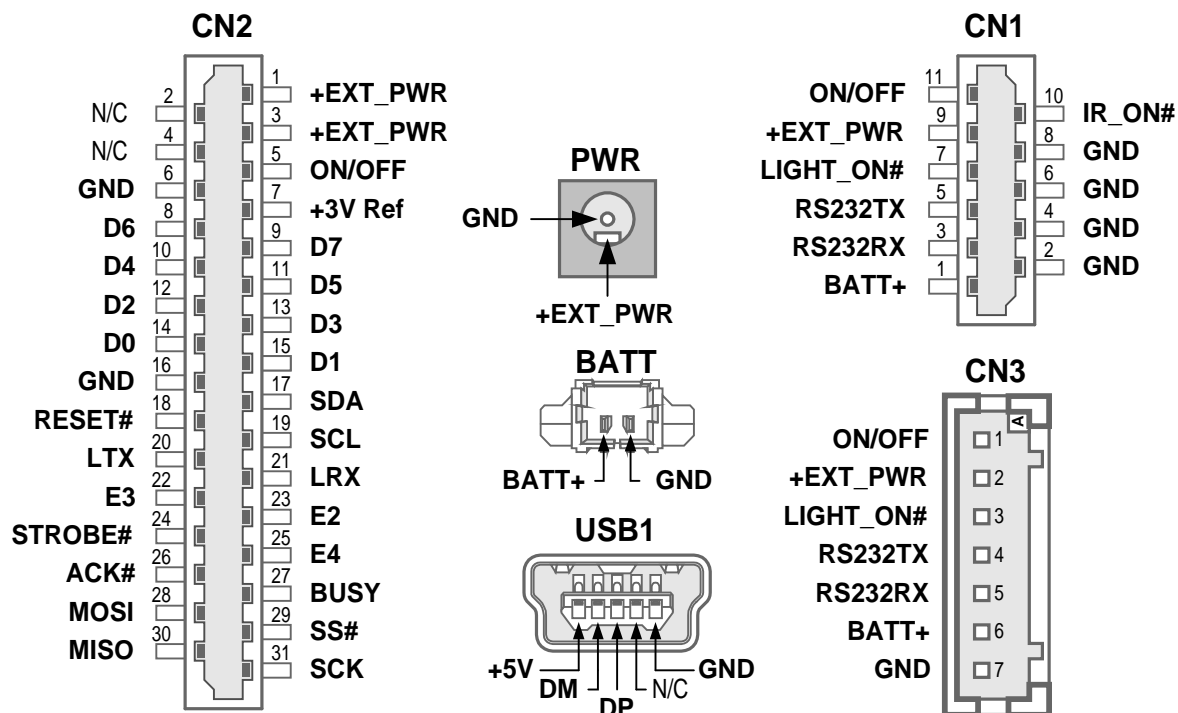 CN2
2 N/C
4 N/C
6 GND
8 D6
10 D4
12 D2
14 D0
16 GND
18 RESET#
20 LTX
22 E3
24 STROBE#
26 ACK#
28 MOSI
30 MISO
1 +EXT_PWR
3 +EXT_PWR
5 ON/OFF
7 +3V Ref
9 D7
11 D5
13 D3
15 D1
17 SDA
19 SCL
21 LRX
23 E2
25 E4
27 BUSY
29 SS#
31 SCK
PWR
GND
+EXT_PWR
BATT
BATT+
GND
USB1
+5V
DM
DP
N/C
GND
CN1
ON/OFF 11
+EXT_PWR 9
LIGHT_ON# 7
RS232TX 5
RS232RX 3
BATT+ 1
10 IR_ON#
8 GND
6 GND
4 GND
2 GND
CN3
A
ON/OFF 1
+EXT_PWR 2
LIGHT_ON# 3
RS232TX 4
RS232RX 5
BATT+ 6
GND 7